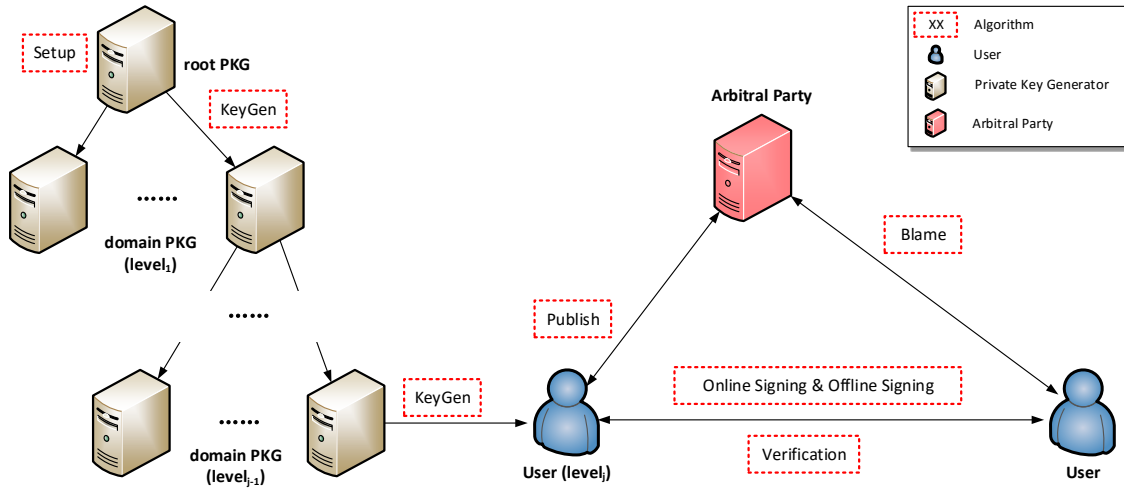 Setup
root PKG
KeyGen
......
domain PKG
(level₁)
......
......
domain PKG
(levelⱼ₋₁)
KeyGen
User (levelⱼ)
Publish
Arbitral Party
Blame
Online Signing & Offline Signing
Verification
User
XX Algorithm
User
Private Key Generator
Arbitral Party